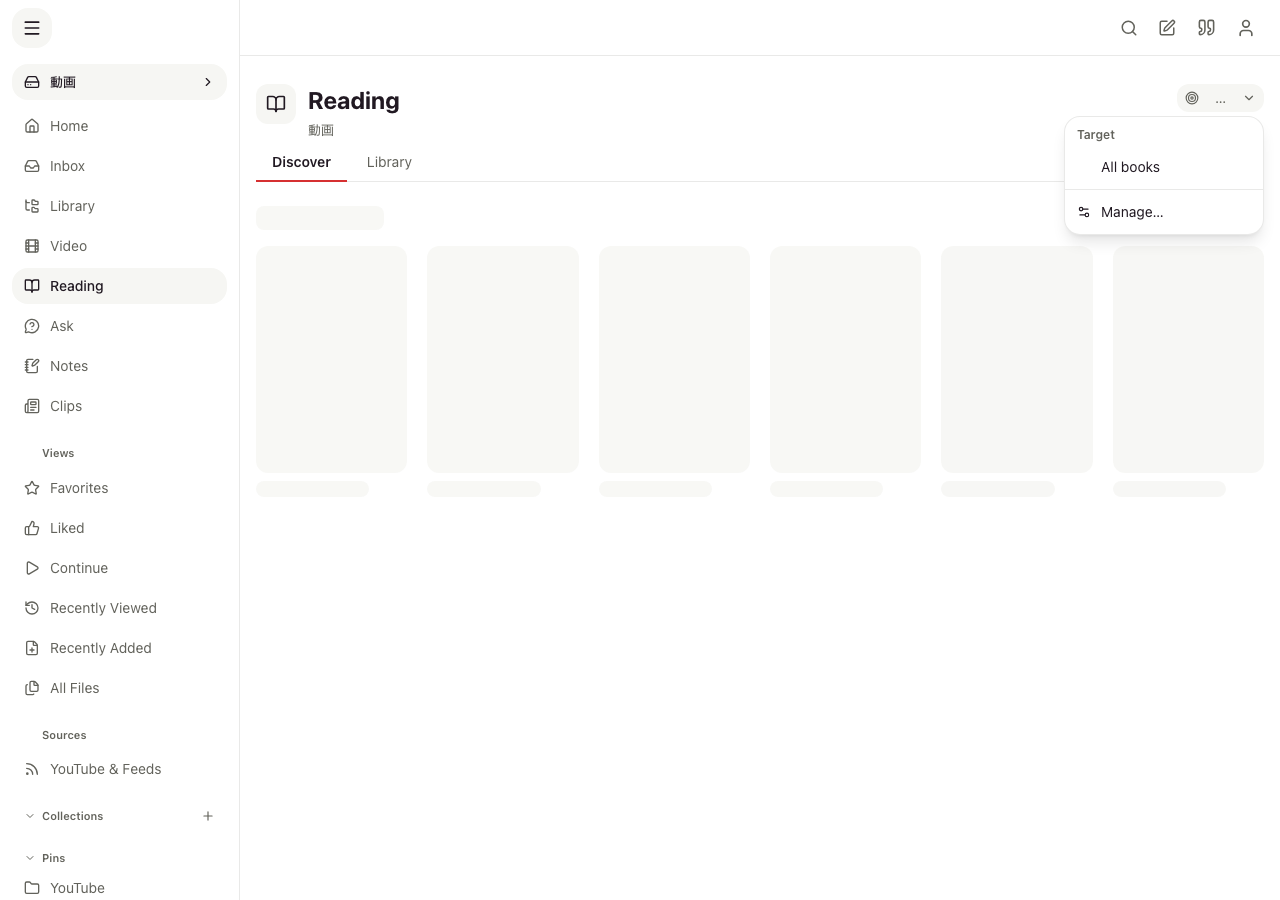 動画
Home
Inbox
Library
Video
Reading
Ask
Notes
Clips
Views
Favorites
Liked
Continue
Recently Viewed
Recently Added
All Files
Sources
YouTube & Feeds
Collections
Pins
YouTube
Reading
動画
...
Discover
Library
Target
All books
Manage...